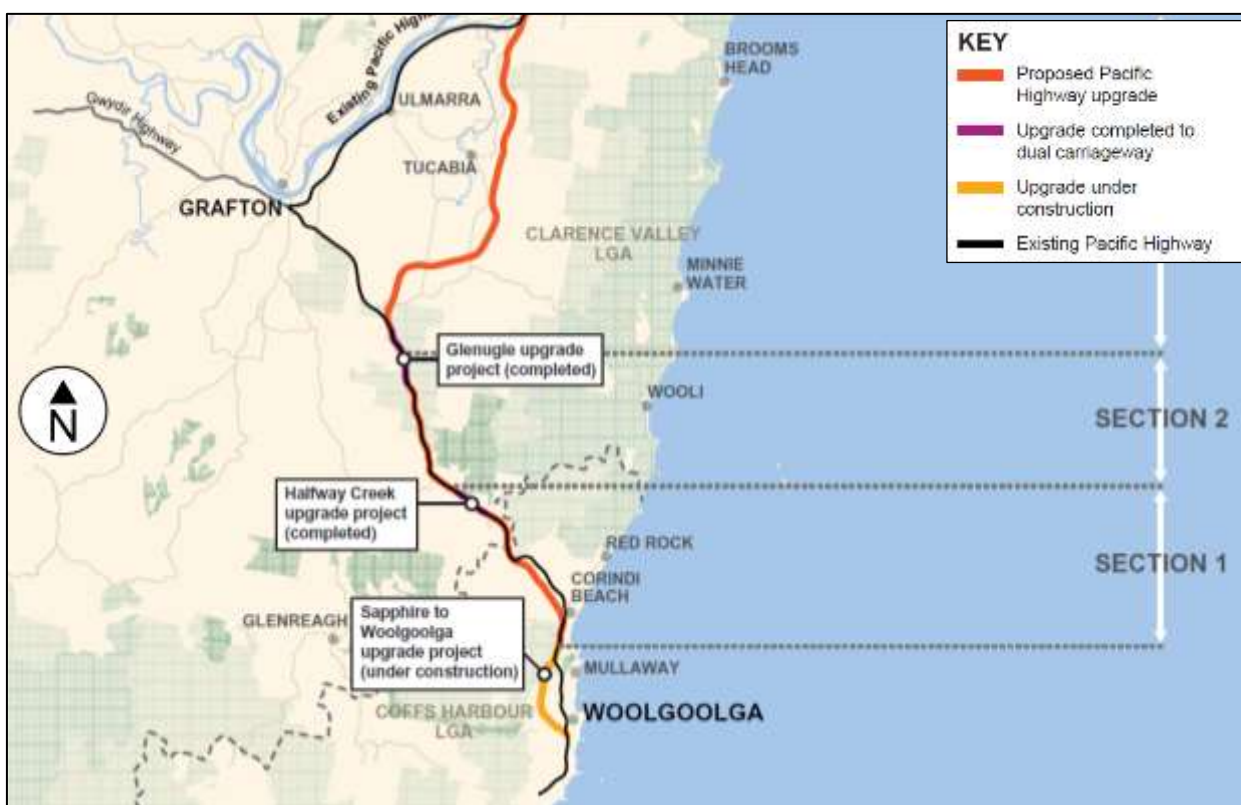 KEY
Proposed Pacific
Highway upgrade
Upgrade completed to
dual carriageway
Upgrade under
construction
Existing Pacific Highway
BROOMS
HEAD
Existing Pacific High
ULMARRA
Gwydir Highway
TUCABIA
GRAFTON
CLARENCE VALLEY
LGA
MINNIE
WATER
Glenugie upgrade
project (completed)
WOOLI
SECTION 2
N
Halfway Creek
upgrade project
(completed)
RED ROCK
SECTION 1
CORINDI
BEACH
GLENREAGH
Sapphire to
Woolgoolga
upgrade project
(under construction)
MULLAWAY
COFFS HARBOUR
LGA
WOOLGOOLGA